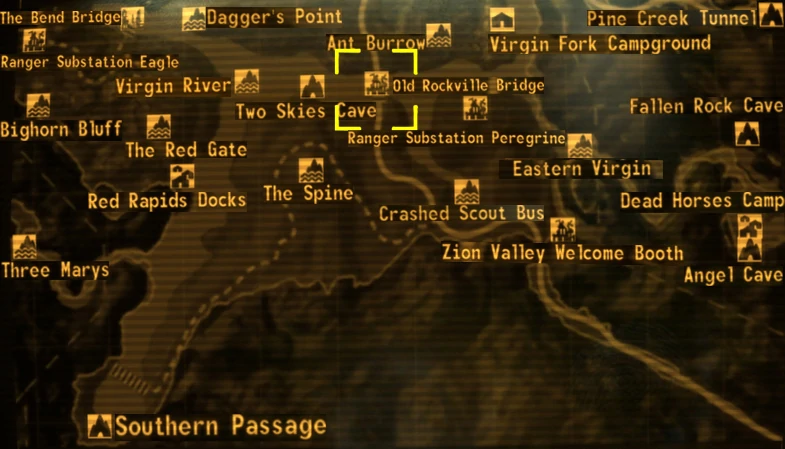 The Bend Bridge
Dagger's Point
Pine Creek Tunnel
Ant Burrow
Virgin Fork Campground
Ranger Substation Eagle
Virgin River
Old Rockville Bridge
Two Skies Cave
Fallen Rock Cave
Bighorn Bluff
Ranger Substation Peregrine
The Red Gate
Eastern Virgin
The Spine
Red Rapids Docks
Dead Horses Camp
Crashed Scout Bus
Zion Valley Welcome Booth
Three Marys
Angel Cave
Southern Passage